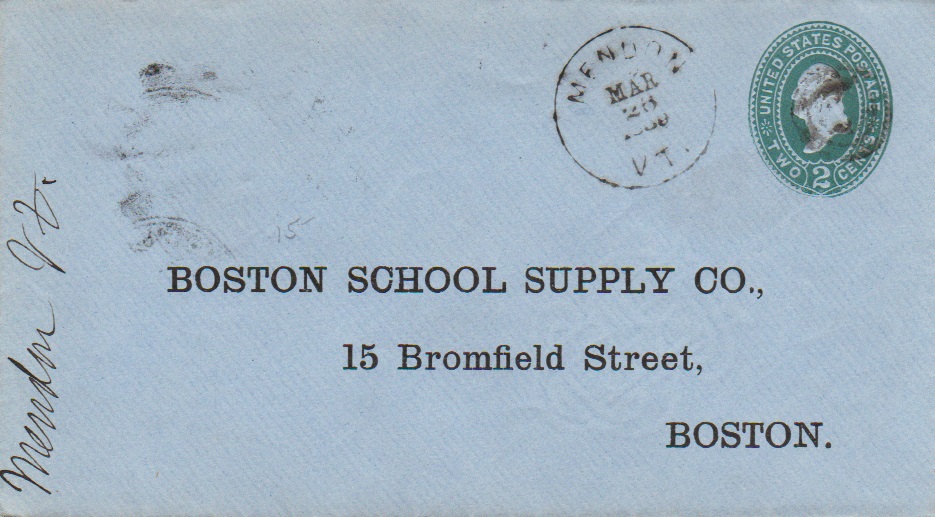 MENDON
MAR
28
VT.
UNITED STATES POSTAGE
TWO 2 CENTS
15
BOSTON SCHOOL SUPPLY CO.,
15 Bromfield Street,
BOSTON.
Mendon Vt.